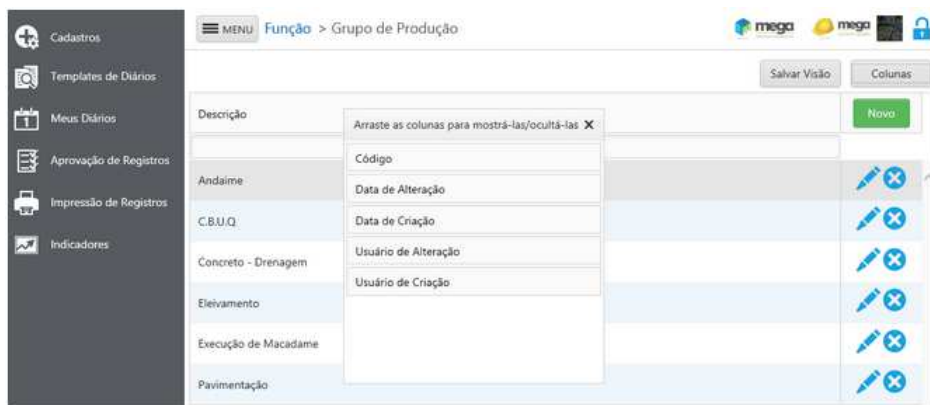 Cadastros
Templates de Diários
Meus Diários
Aprovação de Registros
Impressão de Registros
Indicadores
MENU Função > Grupo de Produção
mega mega
Salvar Visão Colunas
Descrição
Novo
Arraste as colunas para mostrá-las/ocultá-las X
Código
Data de Alteração
Data de Criação
Usuário de Alteração
Usuário de Criação
Andaime
C.B.U.Q
Concreto - Drenagem
Eleivamento
Execução de Macadame
Pavimentação